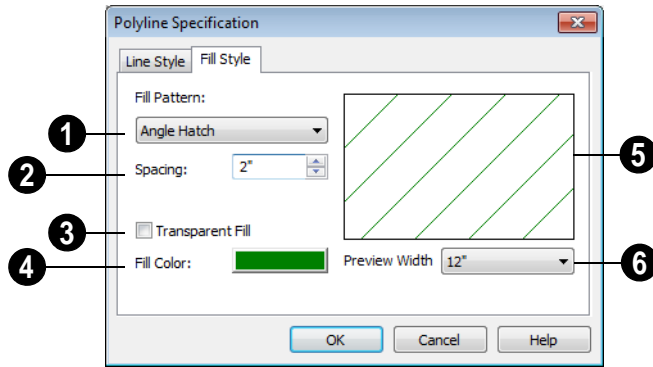 Polyline Specification
Line Style Fill Style
Fill Pattern:
1 Angle Hatch
2 Spacing: 2"
5
3 Transparent Fill
4 Fill Color: Preview Width 12" 6
OK Cancel Help